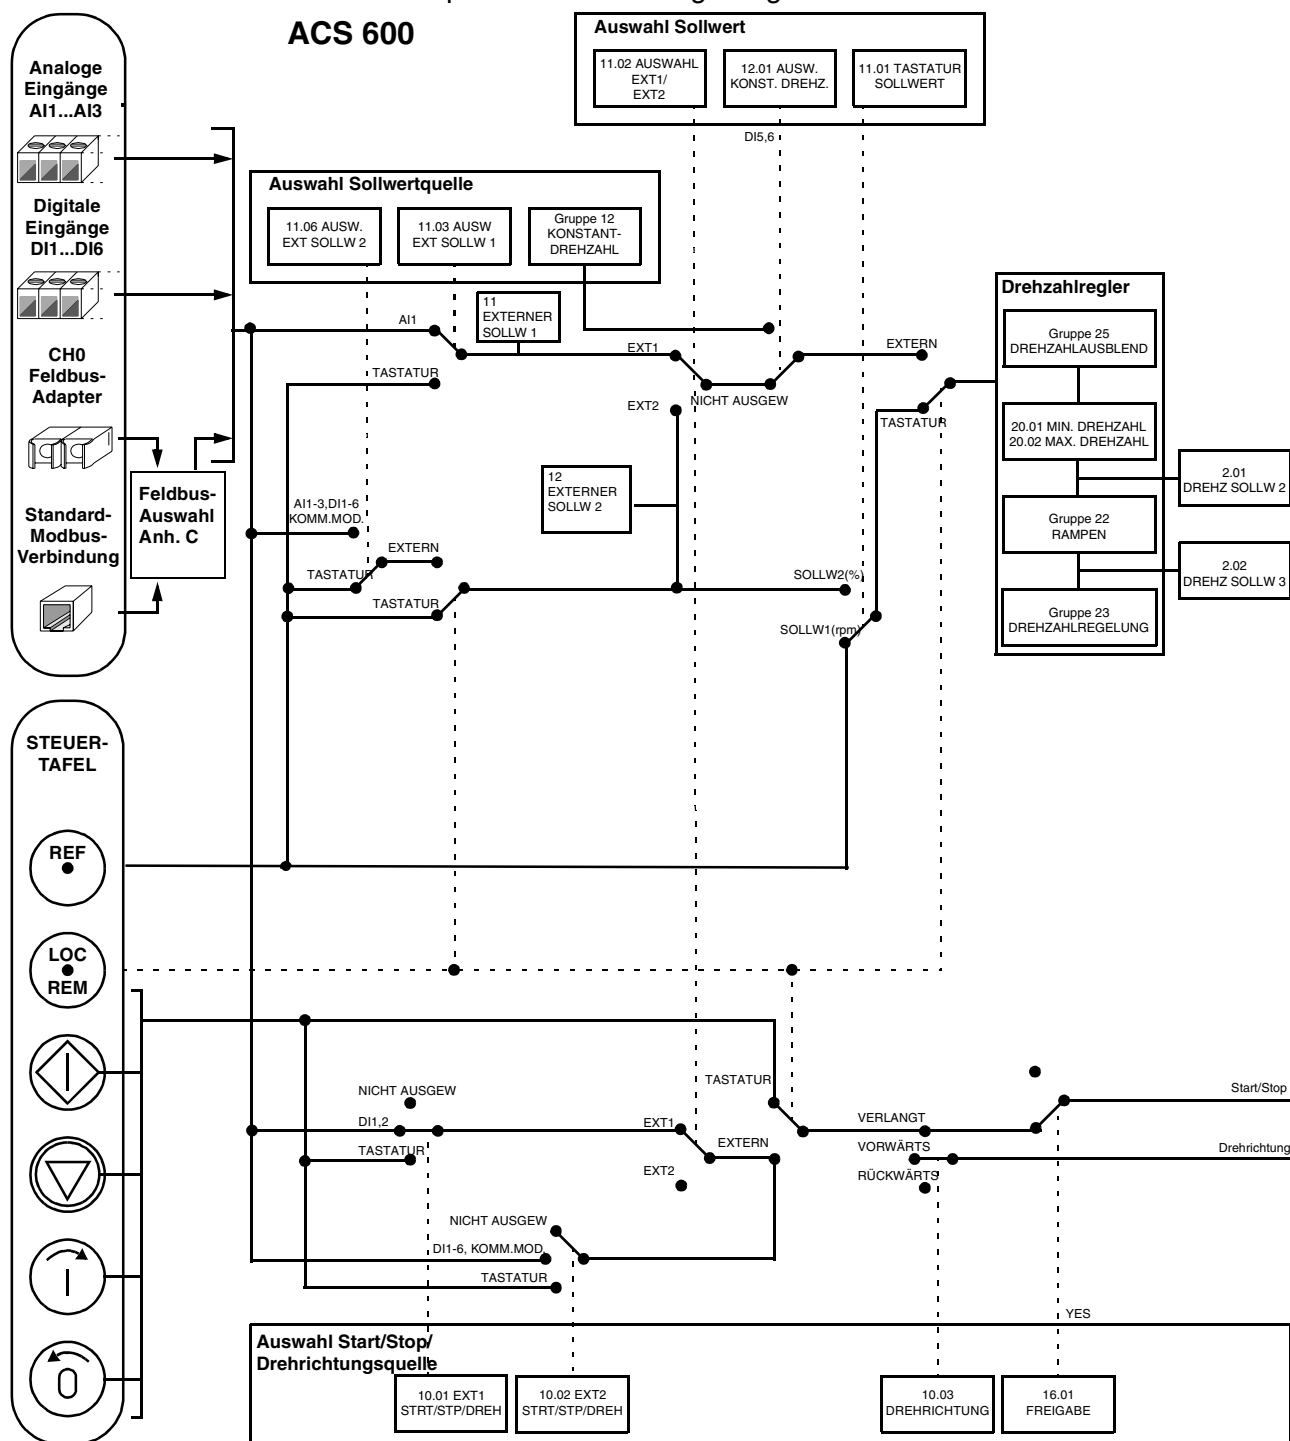 ACS 600
Auswahl Sollwert
11.02 AUSWAHL
EXT1/
EXT2
12.01 AUSW.
KONST. DREHZ.
11.01 TASTATUR
SOLLWERT
DI5,6
Analoge
Eingänge
AI1...AI3
Digitale
Eingänge
DI1...DI6
CH0
Feldbus-
Adapter
Standard-
Modbus-
Verbindung
Feldbus-
Auswahl
Anh. C
Auswahl Sollwertquelle
11.06 AUSW.
EXT SOLLW 2
11.03 AUSW
EXT SOLLW 1
Gruppe 12
KONSTANT-
DREHZAHL
AI1
11
EXTERNER
SOLLW 1
TASTATUR
EXT1
EXT2
NICHT AUSGEW
EXTERN
TASTATUR
12
EXTERNER
SOLLW 2
AI1-3,DI1-6
KOMM.MOD.
EXTERN
TASTATUR
TASTATUR
SOLLW2(%)
SOLLW1(rpm)
Drehzahlregler
Gruppe 25
DREHZAHLAUSBLEND
20.01 MIN. DREHZAHL
20.02 MAX. DREHZAHL
2.01
DREHZ SOLLW 2
Gruppe 22
RAMPEN
2.02
DREHZ SOLLW 3
Gruppe 23
DREHZAHLREGELUNG
STEUER-
TAFEL
REF
LOC
REM
NICHT AUSGEW
DI1,2
TASTATUR
EXT1
EXT2
TASTATUR
EXTERN
NICHT AUSGEW
DI1-6, KOMM.MOD.
TASTATUR
VERLANGT
VORWÄRTS
RÜCKWÄRTS
Start/Stop
Drehrichtung
YES
Auswahl Start/Stop/
Drehrichtungsquelle
10.01 EXT1
STRT/STP/DREH
10.02 EXT2
STRT/STP/DREH
10.03
DREHRICHTUNG
16.01
FREIGABE